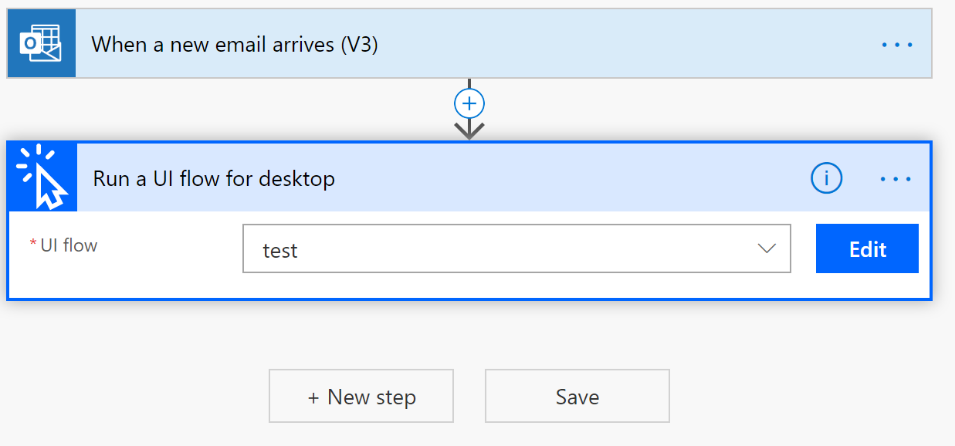 When a new email arrives (V3)
Run a UI flow for desktop
* UI flow
test
Edit
+ New step
Save